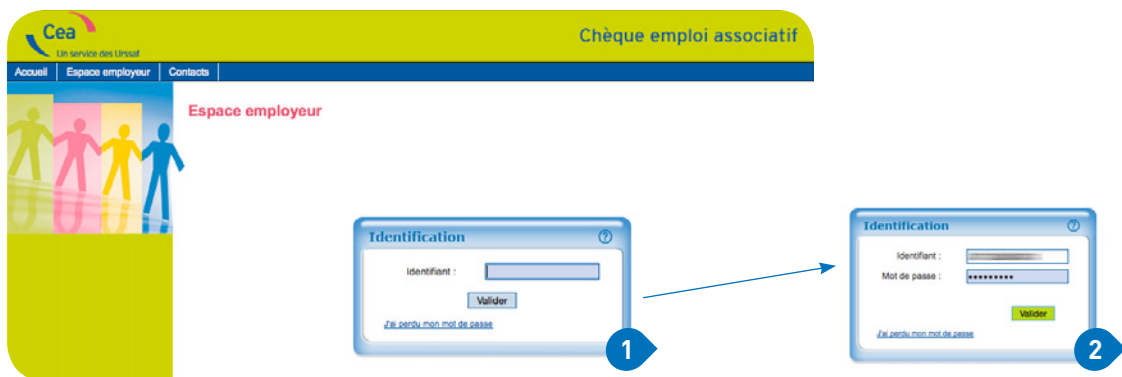 Cea
Un service des Urssaf
Chèque emploi associatif
Accueil Espace employeur Contacts
Espace employeur
Identification ?
Identifiant :
Valider
J'ai perdu mon mot de passe
1
Identification ?
Identifiant :
Mot de passe : •••••••••
Valider
J'ai perdu mon mot de passe
2